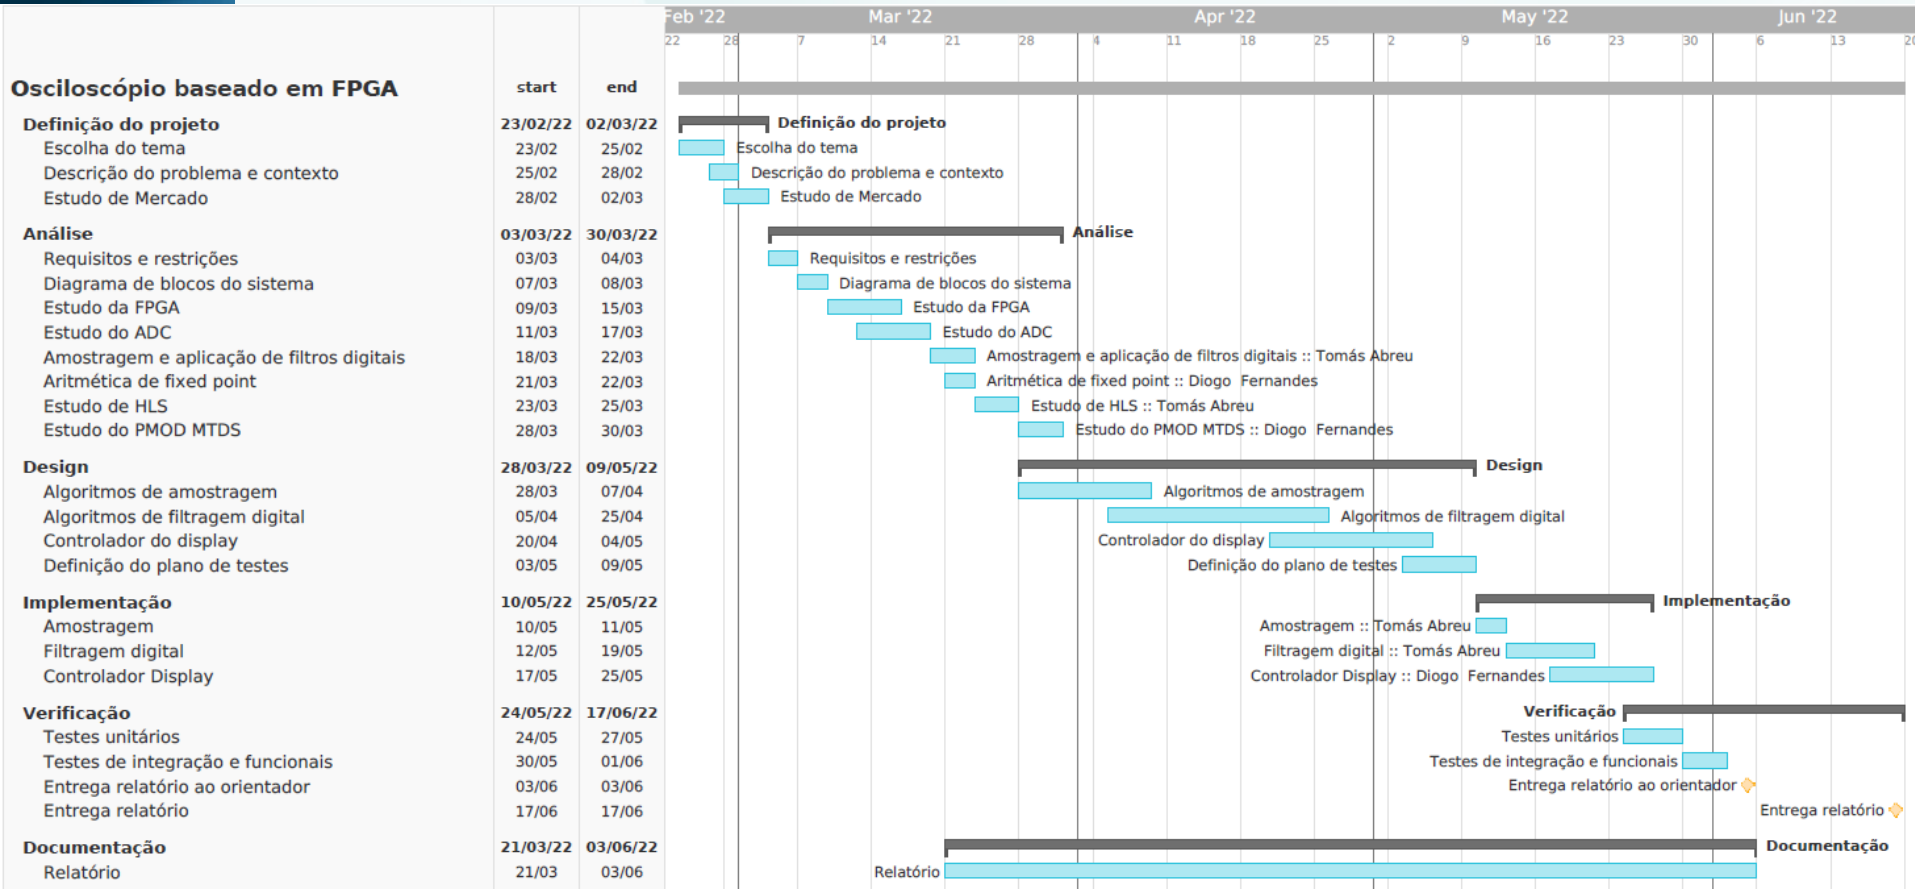 Feb '22 Mar '22 Apr '22 May '22 Jun '22
22 28 7 14 21 28 4 11 18 25 2 9 16 23 30 6 13 20
Osciloscópio baseado em FPGA start end
Definição do projeto 23/02/22 02/03/22 Definição do projeto
Escolha do tema 23/02 25/02 Escolha do tema
Descrição do problema e contexto 25/02 28/02 Descrição do problema e contexto
Estudo de Mercado 28/02 02/03 Estudo de Mercado
Análise 03/03/22 30/03/22 Análise
Requisitos e restrições 03/03 04/03 Requisitos e restrições
Diagrama de blocos do sistema 07/03 08/03 Diagrama de blocos do sistema
Estudo da FPGA 09/03 15/03 Estudo da FPGA
Estudo do ADC 11/03 17/03 Estudo do ADC
Amostragem e aplicação de filtros digitais 18/03 22/03 Amostragem e aplicação de filtros digitais :: Tomás Abreu
Aritmética de fixed point 21/03 22/03 Aritmética de fixed point :: Diogo Fernandes
Estudo de HLS 23/03 25/03 Estudo de HLS :: Tomás Abreu
Estudo do PMOD MTDS 28/03 30/03 Estudo do PMOD MTDS :: Diogo Fernandes
Design 28/03/22 09/05/22 Design
Algoritmos de amostragem 28/03 07/04 Algoritmos de amostragem
Algoritmos de filtragem digital 05/04 25/04 Algoritmos de filtragem digital
Controlador do display 20/04 04/05 Controlador do display
Definição do plano de testes 03/05 09/05 Definição do plano de testes
Implementação 10/05/22 25/05/22 Implementação
Amostragem 10/05 11/05 Amostragem :: Tomás Abreu
Filtragem digital 12/05 19/05 Filtragem digital :: Tomás Abreu
Controlador Display 17/05 25/05 Controlador Display :: Diogo Fernandes
Verificação 24/05/22 17/06/22 Verificação
Testes unitários 24/05 27/05 Testes unitários
Testes de integração e funcionais 30/05 01/06 Testes de integração e funcionais
Entrega relatório ao orientador 03/06 03/06 Entrega relatório ao orientador
Entrega relatório 17/06 17/06 Entrega relatório
Documentação 21/03/22 03/06/22 Documentação
Relatório 21/03 03/06 Relatório